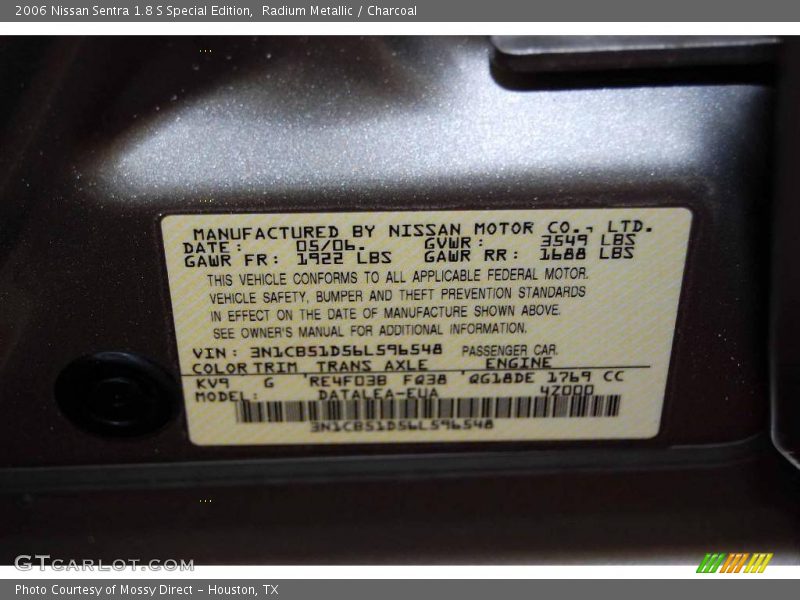 2006 Nissan Sentra 1.8 S Special Edition, Radium Metallic / Charcoal
MANUFACTURED BY NISSAN MOTOR CO., LTD.
DATE: 05/06. GVWR: 3549 LBS
GAWR FR: 1922 LBS GAWR RR: 1688 LBS
THIS VEHICLE CONFORMS TO ALL APPLICABLE FEDERAL MOTOR.
VEHICLE SAFETY, BUMPER AND THEFT PREVENTION STANDARDS
IN EFFECT ON THE DATE OF MANUFACTURE SHOWN ABOVE.
SEE OWNER'S MANUAL FOR ADDITIONAL INFORMATION.
VIN: 3N1CB51D56L596548 PASSENGER CAR.
COLOR TRIM TRANS AXLE ENGINE
KV9 G RE4F03B FQ38 QG18DE 1769 CC
MODEL: DATALEA-EUA 4Z000
3N1CB51D56L596548
GTCARLOT.COM
Photo Courtesy of Mossy Direct - Houston, TX